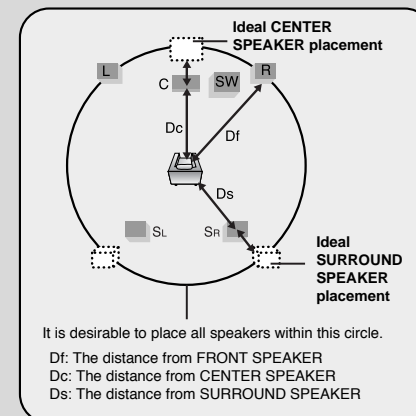 Ideal CENTER
SPEAKER placement
L
R
C
SW
Dc
Df
Ds
SL
SR
Ideal
SURROUND
SPEAKER
placement
It is desirable to place all speakers within this circle.
Df: The distance from FRONT SPEAKER
Dc: The distance from CENTER SPEAKER
Ds: The distance from SURROUND SPEAKER